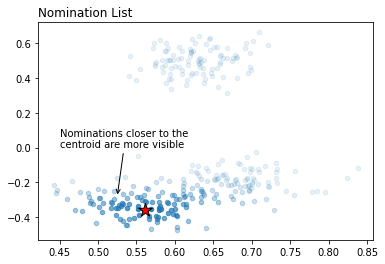 Nomination List
0.6
0.4
0.2
0.0
−0.2
−0.4
Nominations closer to the
centroid are more visible
0.45 0.50 0.55 0.60 0.65 0.70 0.75 0.80 0.85